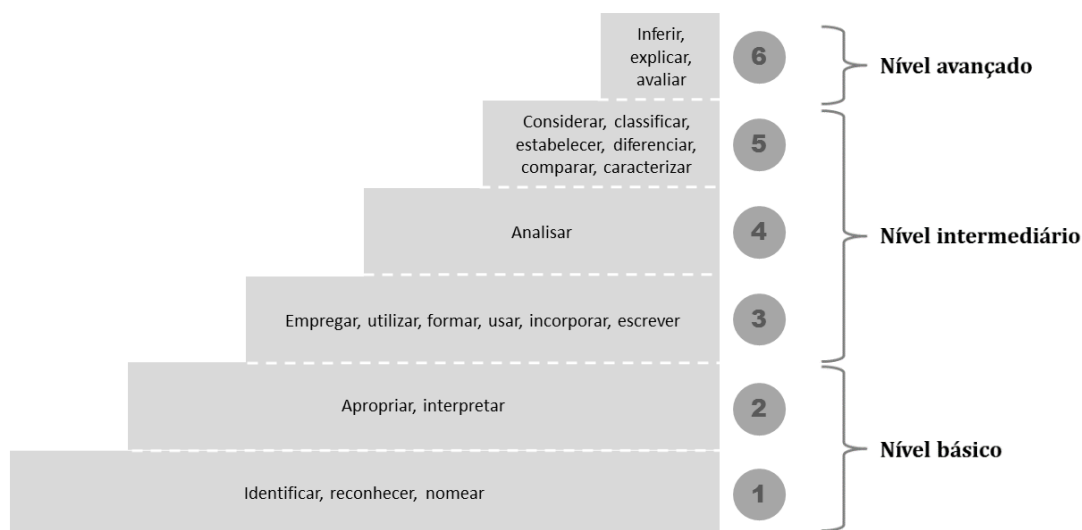 Inferir,
explicar,
avaliar
6
Nível avançado
Considerar, classificar,
estabelecer, diferenciar,
comparar, caracterizar
5
Analisar
4
Nível intermediário
Empregar, utilizar, formar, usar, incorporar, escrever
3
Apropriar, interpretar
2
Nível básico
Identificar, reconhecer, nomear
1